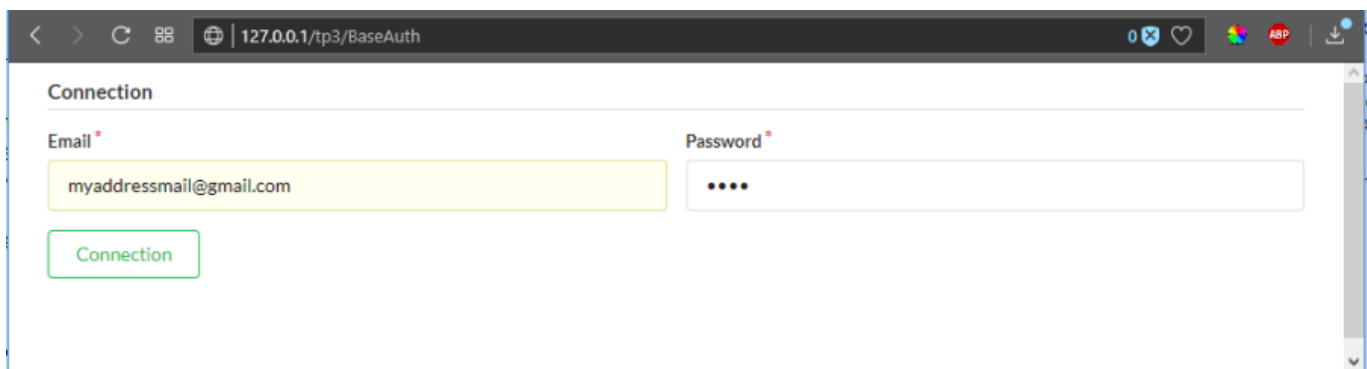 127.0.0.1/tp3/BaseAuth
0
ABP
Connection
Email *
Password *
myaddressmail@gmail.com
••••
Connection